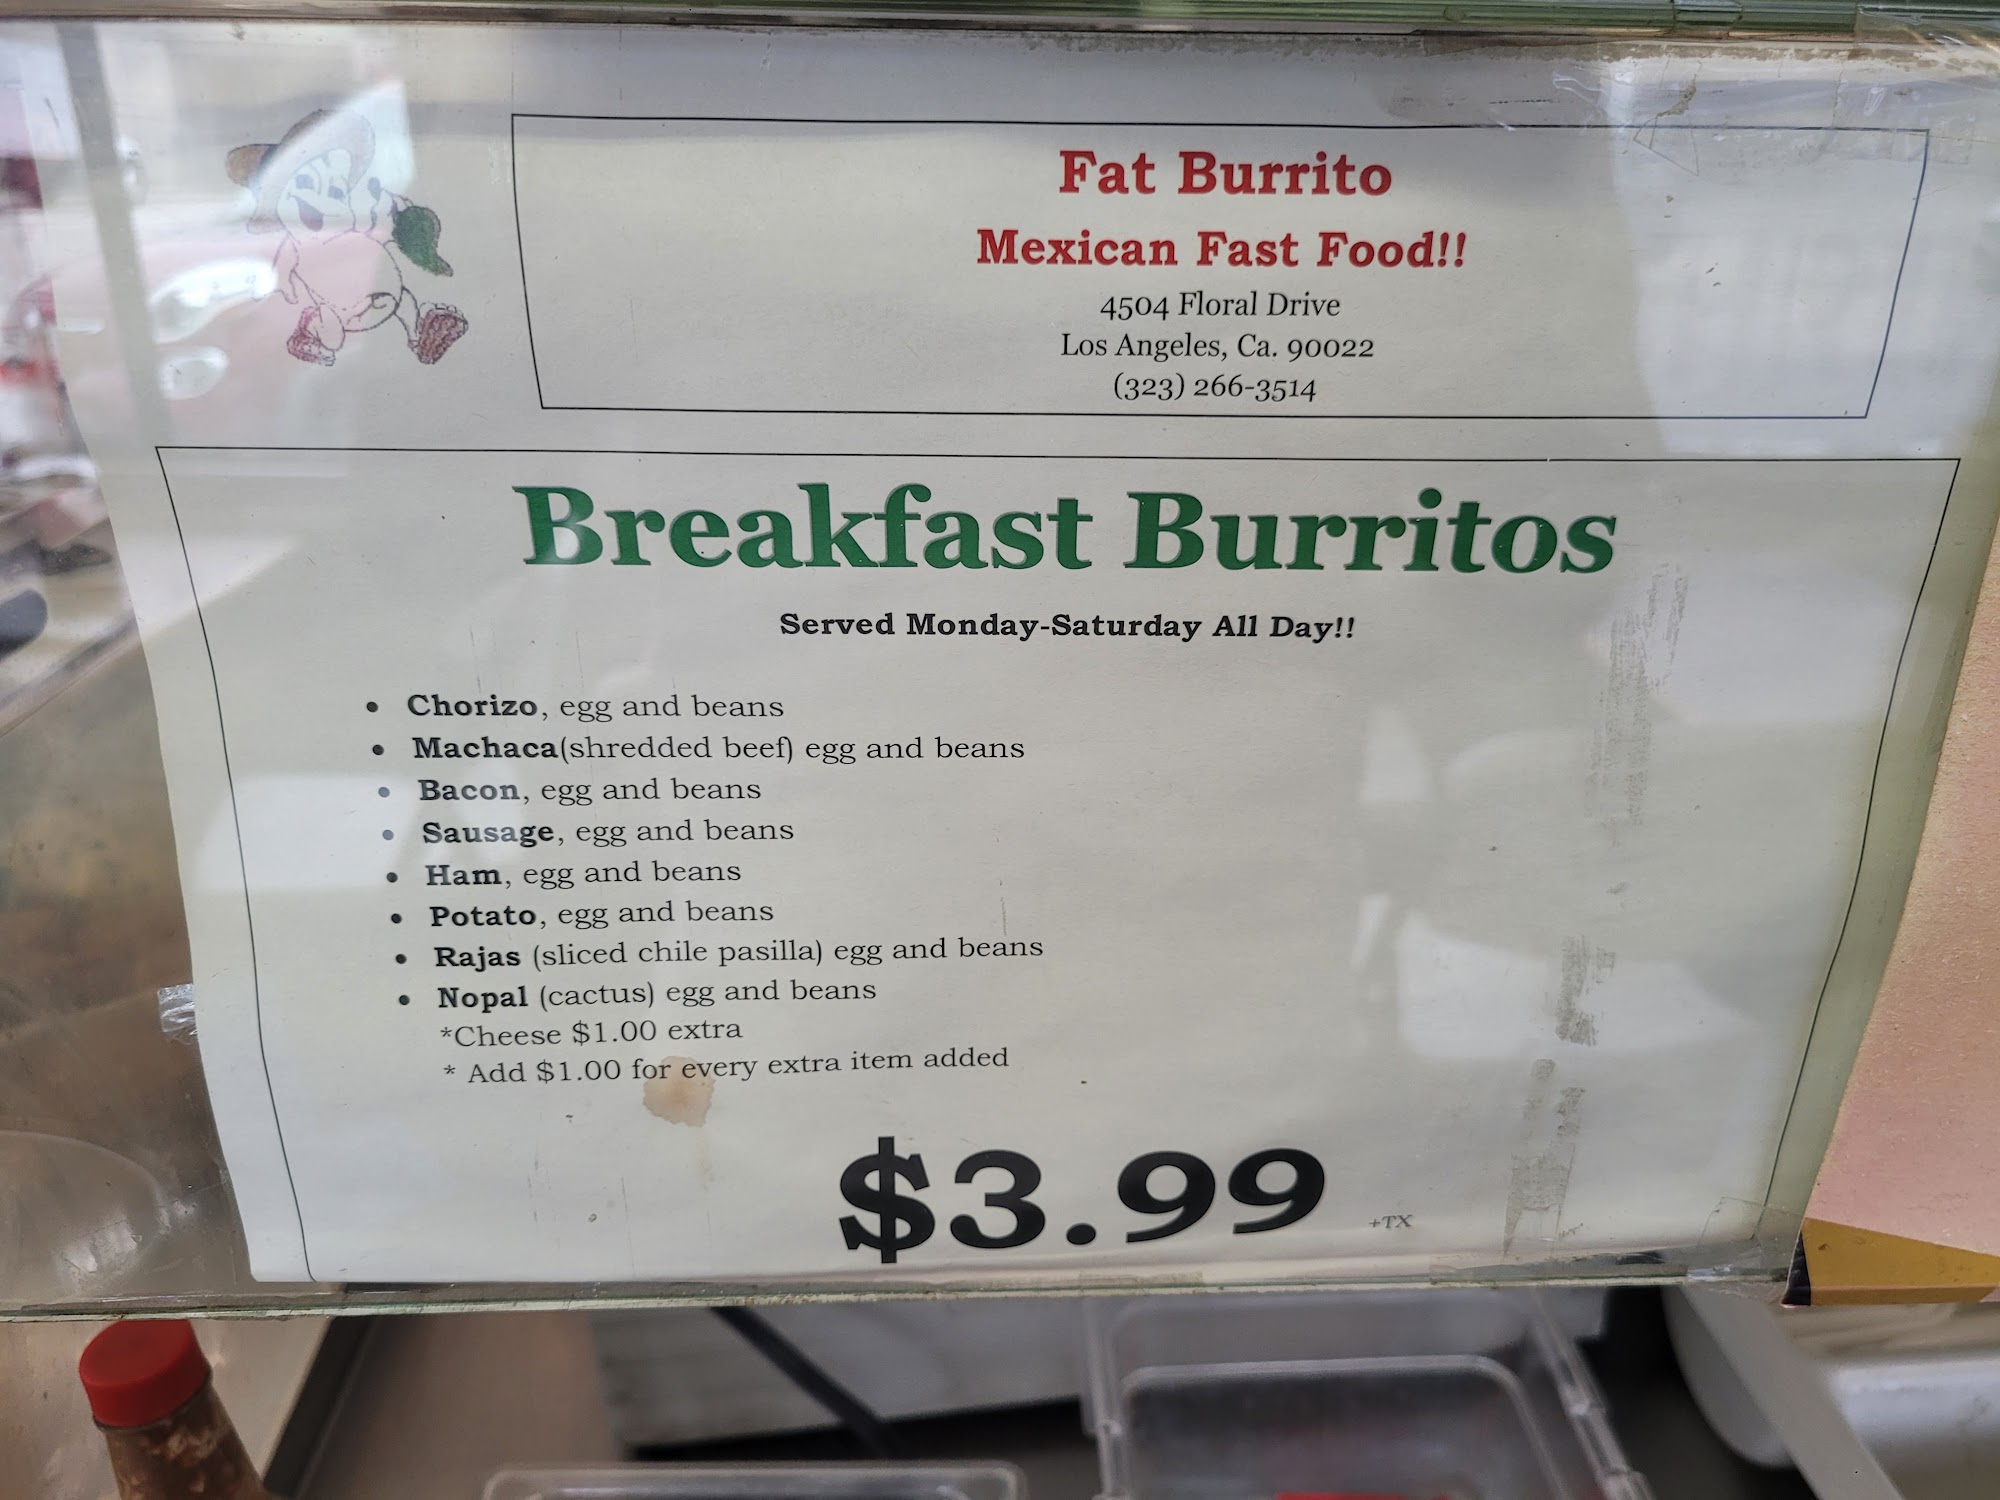 Fat Burrito
Mexican Fast Food!!
4504 Floral Drive
Los Angeles, Ca. 90022
(323) 266-3514
Breakfast Burritos
Served Monday-Saturday All Day!!
• Chorizo, egg and beans
• Machaca(shredded beef) egg and beans
• Bacon, egg and beans
• Sausage, egg and beans
• Ham, egg and beans
• Potato, egg and beans
• Rajas (sliced chile pasilla) egg and beans
• Nopal (cactus) egg and beans
*Cheese $1.00 extra
* Add $1.00 for every extra item added
$3.99 +TX